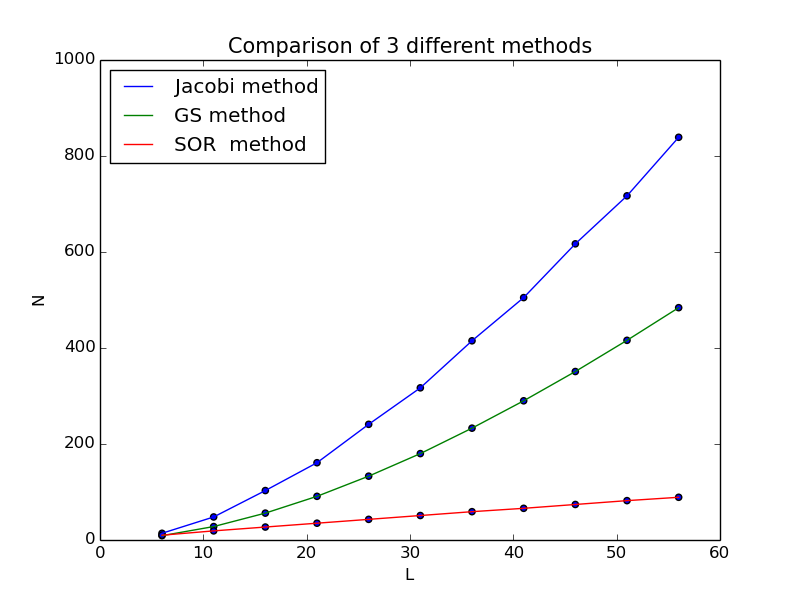 Comparison of 3 different methods
1000
800
600
400
200
0
N
Jacobi method
GS method
SOR  method
0 10 20 30 40 50 60
L